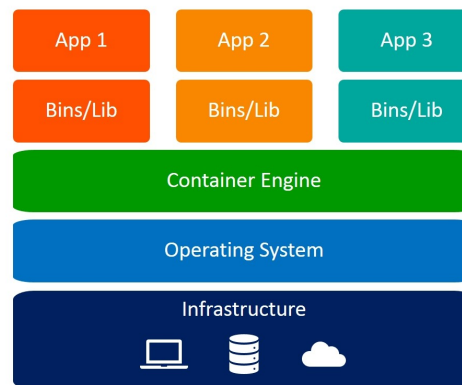 App 1
App 2
App 3
Bins/Lib
Bins/Lib
Bins/Lib
Container Engine
Operating System
Infrastructure